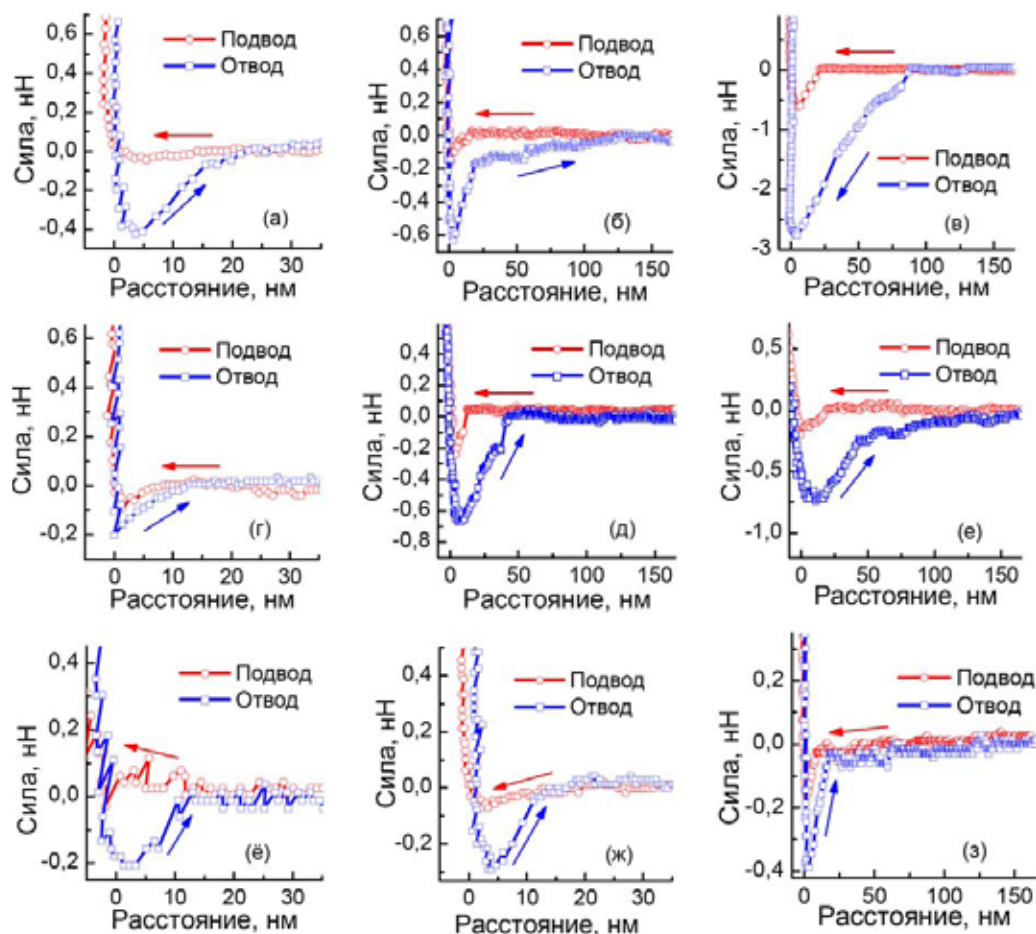 Сила, нН
0,6
0,4
0,2
0,0
-0,2
-0,4
Подвод
Отвод
(а)
0 10 20 30
Расстояние, нм
Сила, нН
0,6
0,4
0,2
0,0
-0,2
-0,4
-0,6
Подвод
Отвод
(б)
0 50 100 150
Расстояние, нм
Сила, нН
0
-1
-2
-3
Подвод
Отвод
(в)
0 50 100 150
Расстояние, нм
Сила, нН
0,6
0,4
0,2
0,0
-0,2
Подвод
Отвод
(г)
0 10 20 30
Расстояние, нм
Сила, нН
0,4
0,2
0,0
-0,2
-0,4
-0,6
-0,8
Подвод
Отвод
(д)
0 50 100 150
Расстояние, нм
Сила, нН
0,5
0,0
-0,5
-1,0
Подвод
Отвод
(е)
0 50 100 150
Расстояние, нм
Сила, нН
0,4
0,2
0,0
-0,2
Подвод
Отвод
(ё)
0 10 20 30
Расстояние, нм
Сила, нН
0,4
0,2
0,0
-0,2
Подвод
Отвод
(ж)
0 10 20 30
Расстояние, нм
Сила, нН
0,2
0,0
-0,2
-0,4
Подвод
Отвод
(з)
0 50 100 150
Расстояние, нм